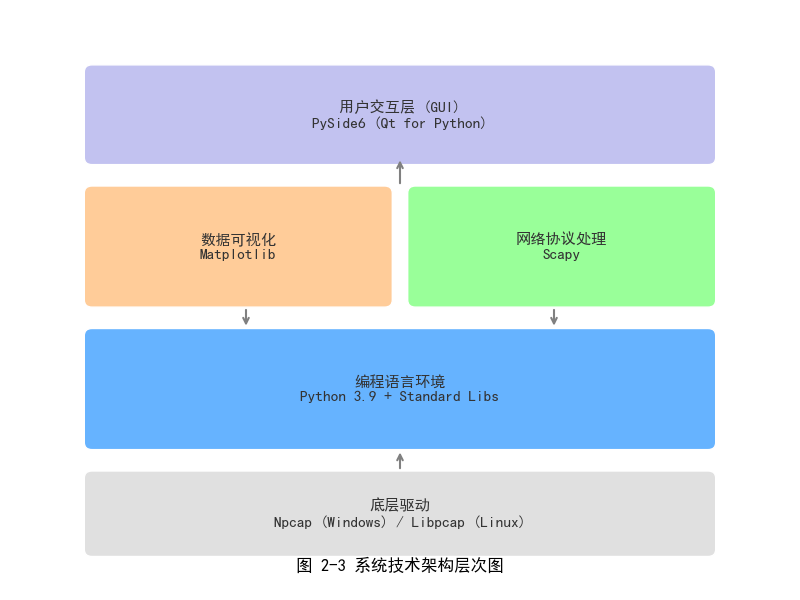 用户交互层 (GUI)
PySide6 (Qt for Python)
数据可视化
Matplotlib
网络协议处理
Scapy
编程语言环境
Python 3.9 + Standard Libs
底层驱动
Npcap (Windows) / Libpcap (Linux)
图 2-3 系统技术架构层次图